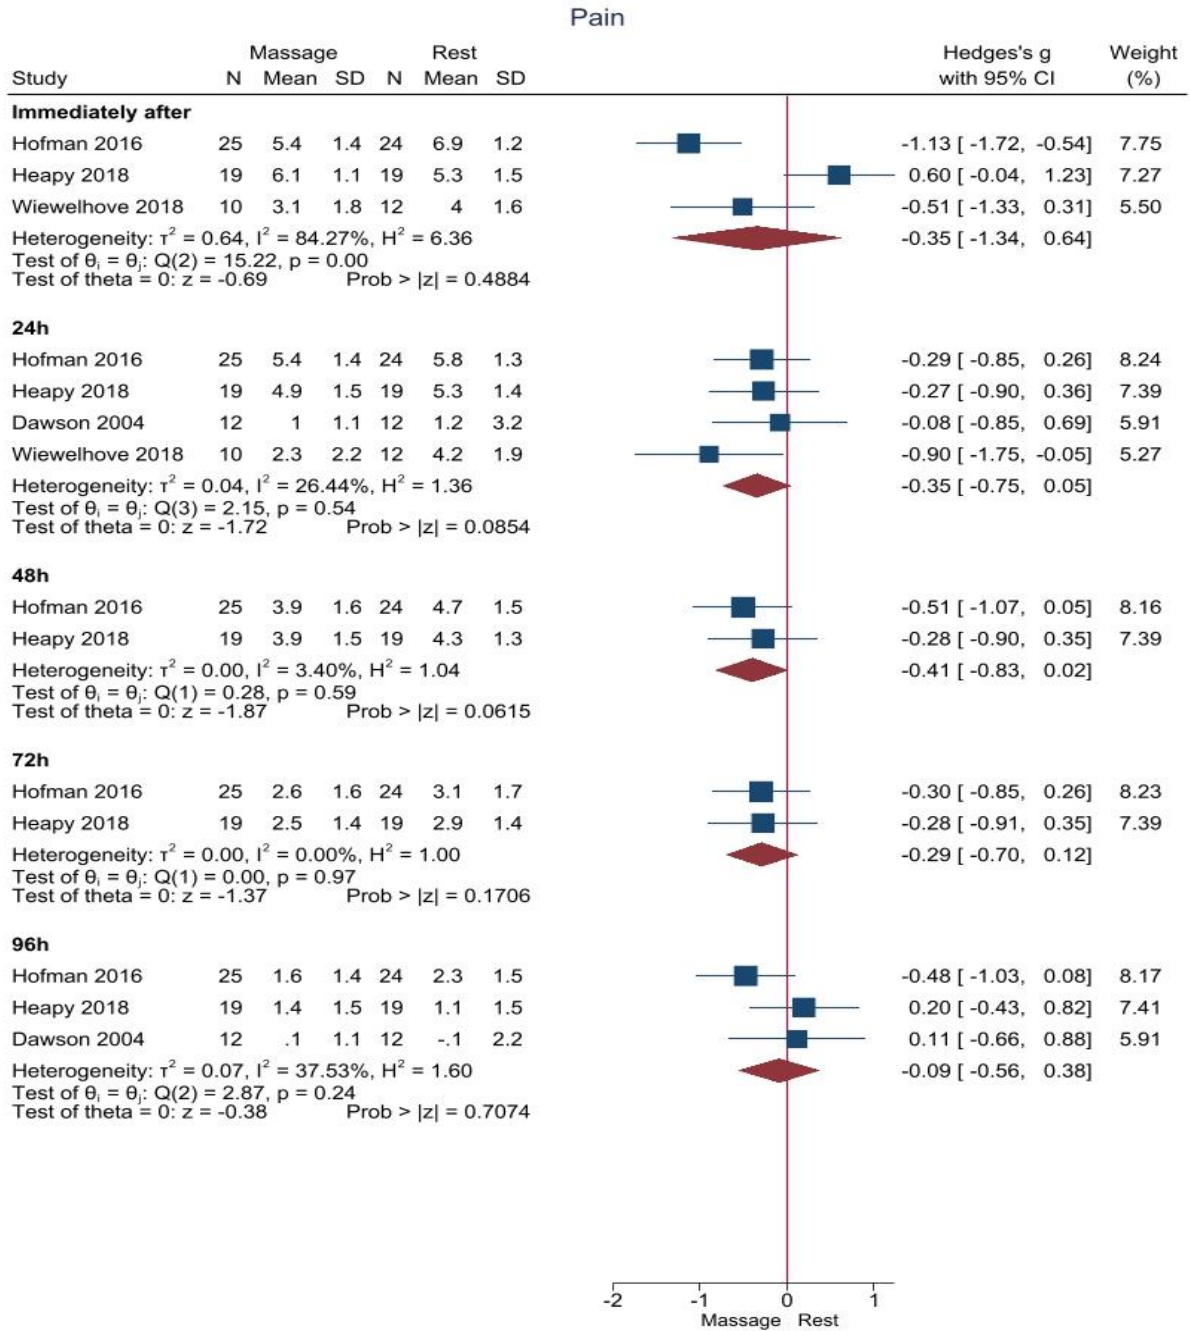 Pain
Massage Rest Hedges's g Weight
Study N Mean SD N Mean SD with 95% CI (%)
Immediately after
Hofman 2016 25 5.4 1.4 24 6.9 1.2 -1.13 [ -1.72, -0.54] 7.75
Heapy 2018 19 6.1 1.1 19 5.3 1.5 0.60 [ -0.04, 1.23] 7.27
Wiewelhove 2018 10 3.1 1.8 12 4 1.6 -0.51 [ -1.33, 0.31] 5.50
Heterogeneity: τ² = 0.64, I² = 84.27%, H² = 6.36 -0.35 [ -1.34, 0.64]
Test of θᵢ = θⱼ: Q(2) = 15.22, p = 0.00
Test of theta = 0: z = -0.69 Prob > |z| = 0.4884
24h
Hofman 2016 25 5.4 1.4 24 5.8 1.3 -0.29 [ -0.85, 0.26] 8.24
Heapy 2018 19 4.9 1.5 19 5.3 1.4 -0.27 [ -0.90, 0.36] 7.39
Dawson 2004 12 1 1.1 12 1.2 3.2 -0.08 [ -0.85, 0.69] 5.91
Wiewelhove 2018 10 2.3 2.2 12 4.2 1.9 -0.90 [ -1.75, -0.05] 5.27
Heterogeneity: τ² = 0.04, I² = 26.44%, H² = 1.36 -0.35 [ -0.75, 0.05]
Test of θᵢ = θⱼ: Q(3) = 2.15, p = 0.54
Test of theta = 0: z = -1.72 Prob > |z| = 0.0854
48h
Hofman 2016 25 3.9 1.6 24 4.7 1.5 -0.51 [ -1.07, 0.05] 8.16
Heapy 2018 19 3.9 1.5 19 4.3 1.3 -0.28 [ -0.90, 0.35] 7.39
Heterogeneity: τ² = 0.00, I² = 3.40%, H² = 1.04 -0.41 [ -0.83, 0.02]
Test of θᵢ = θⱼ: Q(1) = 0.28, p = 0.59
Test of theta = 0: z = -1.87 Prob > |z| = 0.0615
72h
Hofman 2016 25 2.6 1.6 24 3.1 1.7 -0.30 [ -0.85, 0.26] 8.23
Heapy 2018 19 2.5 1.4 19 2.9 1.4 -0.28 [ -0.91, 0.35] 7.39
Heterogeneity: τ² = 0.00, I² = 0.00%, H² = 1.00 -0.29 [ -0.70, 0.12]
Test of θᵢ = θⱼ: Q(1) = 0.00, p = 0.97
Test of theta = 0: z = -1.37 Prob > |z| = 0.1706
96h
Hofman 2016 25 1.6 1.4 24 2.3 1.5 -0.48 [ -1.03, 0.08] 8.17
Heapy 2018 19 1.4 1.5 19 1.1 1.5 0.20 [ -0.43, 0.82] 7.41
Dawson 2004 12 .1 1.1 12 -.1 2.2 0.11 [ -0.66, 0.88] 5.91
Heterogeneity: τ² = 0.07, I² = 37.53%, H² = 1.60 -0.09 [ -0.56, 0.38]
Test of θᵢ = θⱼ: Q(2) = 2.87, p = 0.24
Test of theta = 0: z = -0.38 Prob > |z| = 0.7074
-2 -1 0 1
Massage Rest